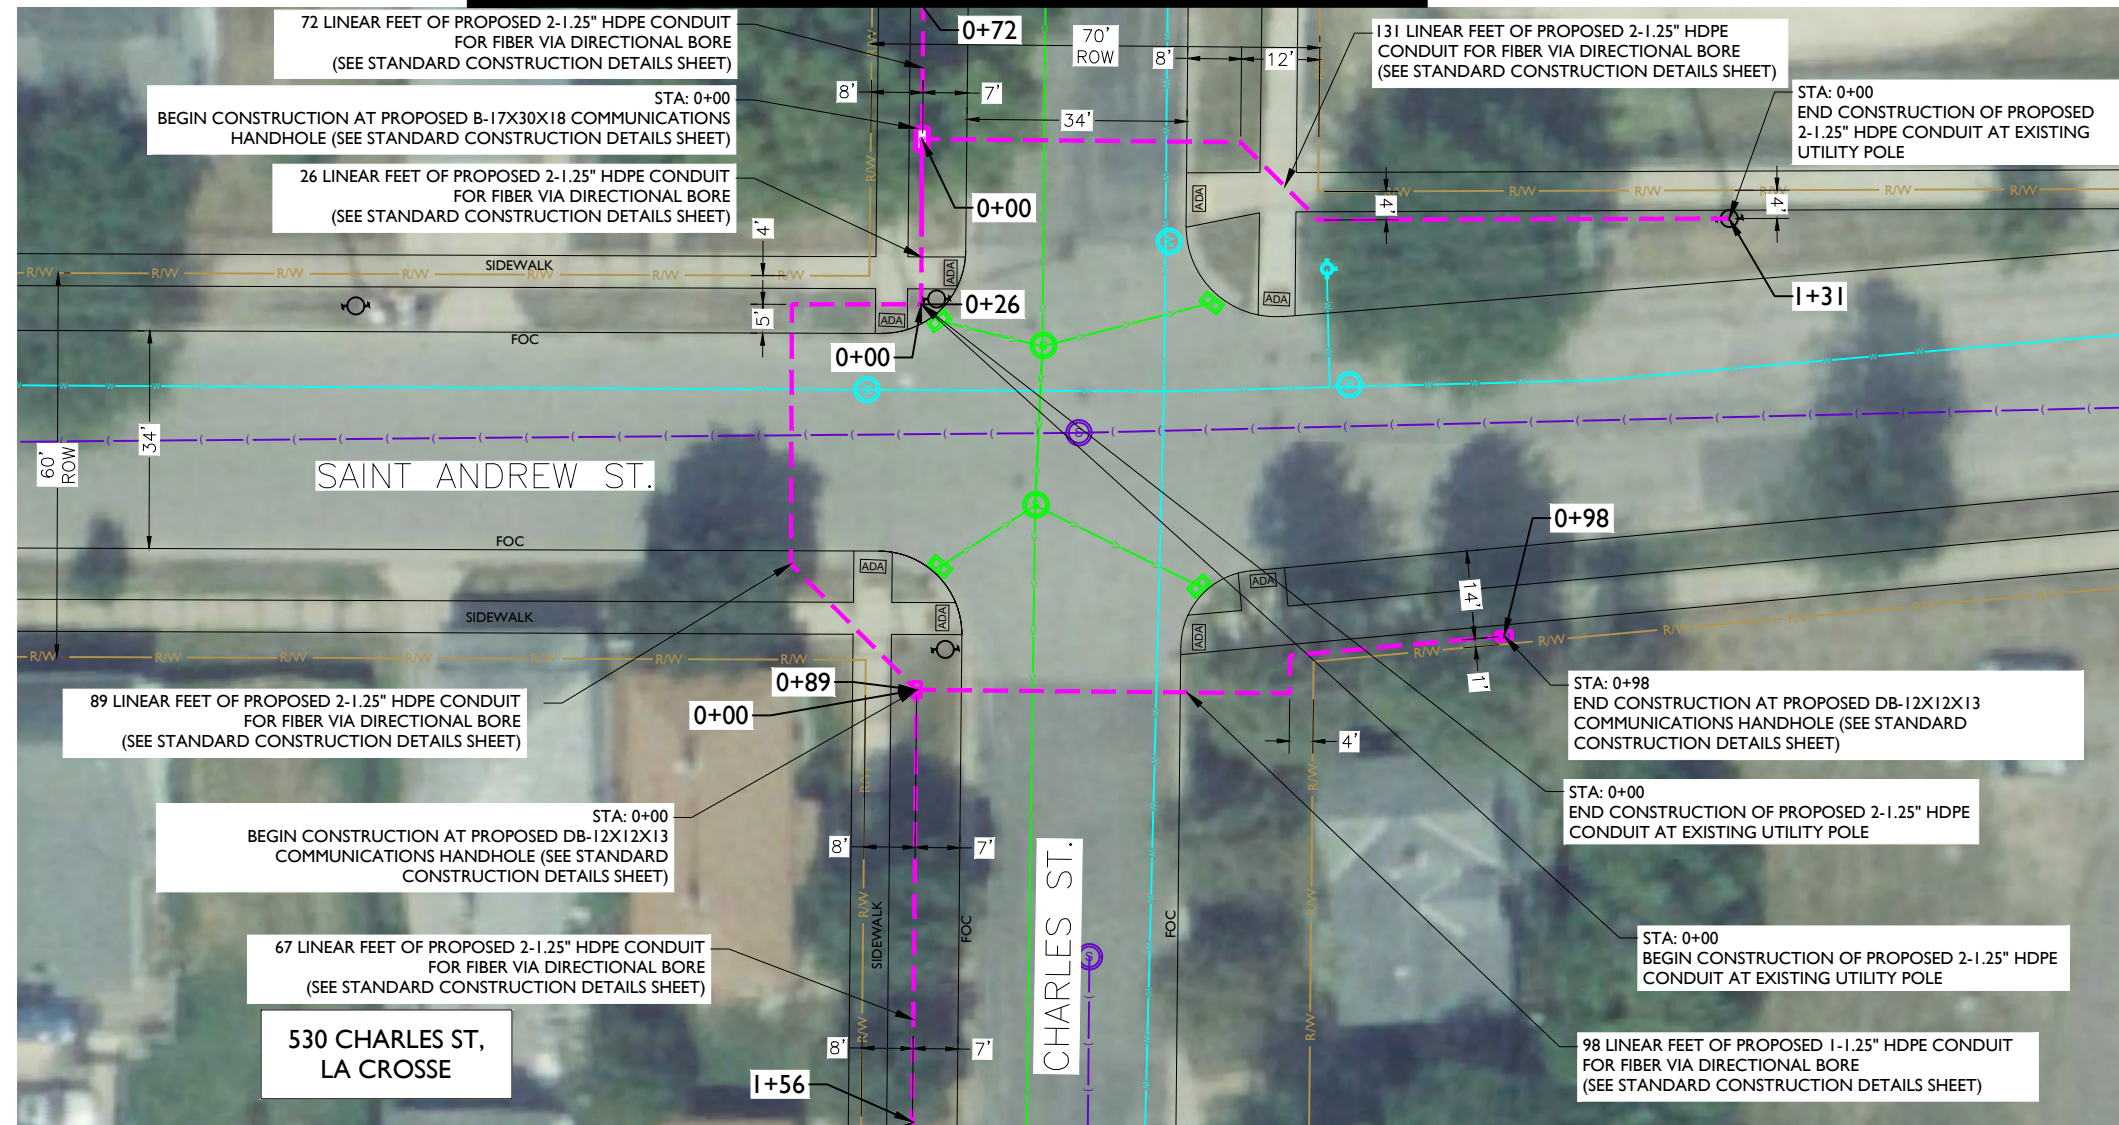 72 LINEAR FEET OF PROPOSED 2-1.25" HDPE CONDUIT
FOR FIBER VIA DIRECTIONAL BORE
(SEE STANDARD CONSTRUCTION DETAILS SHEET)
0+72
70'
ROW
8'
12'
131 LINEAR FEET OF PROPOSED 2-1.25" HDPE
CONDUIT FOR FIBER VIA DIRECTIONAL BORE
(SEE STANDARD CONSTRUCTION DETAILS SHEET)
STA: 0+00
BEGIN CONSTRUCTION AT PROPOSED B-17X30X18 COMMUNICATIONS
HANDHOLE (SEE STANDARD CONSTRUCTION DETAILS SHEET)
8'
7'
34'
STA: 0+00
END CONSTRUCTION OF PROPOSED
2-1.25" HDPE CONDUIT AT EXISTING
UTILITY POLE
26 LINEAR FEET OF PROPOSED 2-1.25" HDPE CONDUIT
FOR FIBER VIA DIRECTIONAL BORE
(SEE STANDARD CONSTRUCTION DETAILS SHEET)
0+00
ADA
R/W
R/W
R/W
R/W
R/W
R/W
4'
4'
4'
SIDEWALK
R/W
R/W
R/W
R/W
R/W
R/W
R/W
ADA
ADA
0+26
ADA
1+31
5'
FOC
0+00
34'
60'
ROW
SAINT ANDREW ST.
FOC
0+98
ADA
ADA
14'
SIDEWALK
ADA
ADA
R/W
R/W
R/W
R/W
R/W
R/W
R/W
R/W
R/W
R/W
R/W
R/W
0+89
0+00
1'
4'
89 LINEAR FEET OF PROPOSED 2-1.25" HDPE CONDUIT
FOR FIBER VIA DIRECTIONAL BORE
(SEE STANDARD CONSTRUCTION DETAILS SHEET)
STA: 0+98
END CONSTRUCTION AT PROPOSED DB-12X12X13
COMMUNICATIONS HANDHOLE (SEE STANDARD
CONSTRUCTION DETAILS SHEET)
STA: 0+00
BEGIN CONSTRUCTION AT PROPOSED DB-12X12X13
COMMUNICATIONS HANDHOLE (SEE STANDARD
CONSTRUCTION DETAILS SHEET)
8'
7'
STA: 0+00
END CONSTRUCTION OF PROPOSED 2-1.25" HDPE
CONDUIT AT EXISTING UTILITY POLE
R/W
R/W
SIDEWALK
FOC
CHARLES ST.
S
FOC
67 LINEAR FEET OF PROPOSED 2-1.25" HDPE CONDUIT
FOR FIBER VIA DIRECTIONAL BORE
(SEE STANDARD CONSTRUCTION DETAILS SHEET)
STA: 0+00
BEGIN CONSTRUCTION OF PROPOSED 2-1.25" HDPE
CONDUIT AT EXISTING UTILITY POLE
530 CHARLES ST,
LA CROSSE
8'
7'
R/W
R/W
1+56
98 LINEAR FEET OF PROPOSED 1-1.25" HDPE CONDUIT
FOR FIBER VIA DIRECTIONAL BORE
(SEE STANDARD CONSTRUCTION DETAILS SHEET)